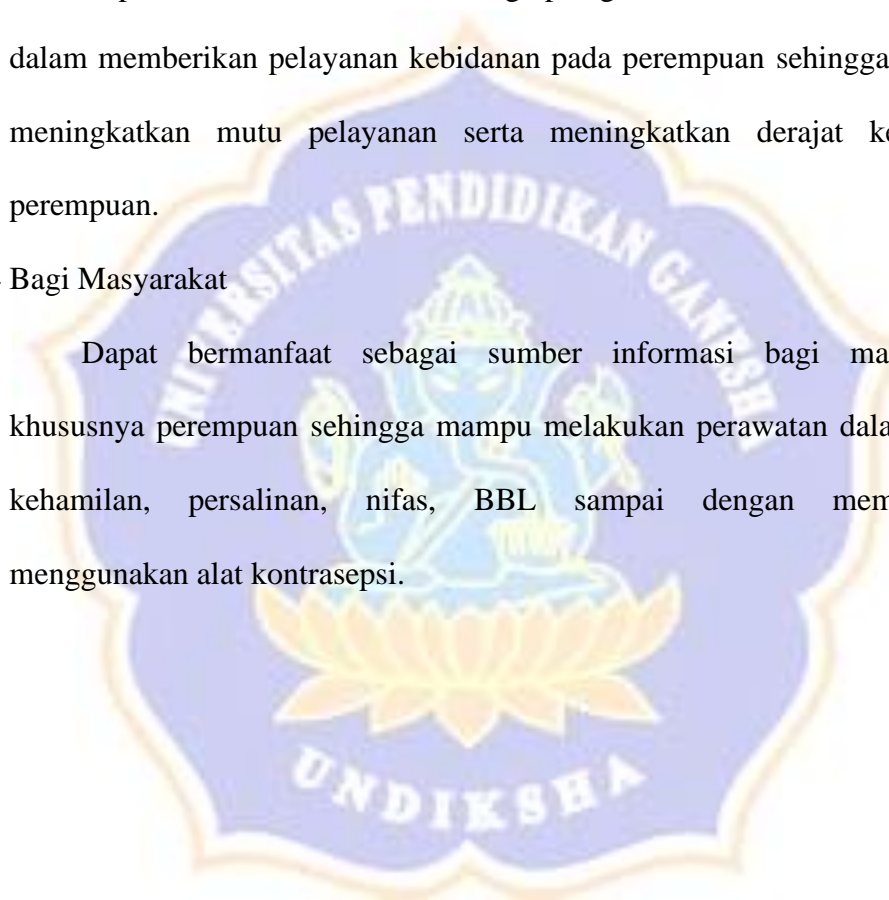 dalam memberikan pelayanan kebidanan pada perempuan sehingga
meningkatkan mutu pelayanan serta meningkatkan derajat
perempuan.
Bagi Masyarakat
Dapat bermanfaat sebagai sumber informasi bagi
khususnya perempuan sehingga mampu melakukan perawatan
kehamilan, persalinan, nifas, BBL sampai dengan
menggunakan alat kontrasepsi.
UNIVERSITAS PENDIDIKAN GANESHA
UNDIKSHA